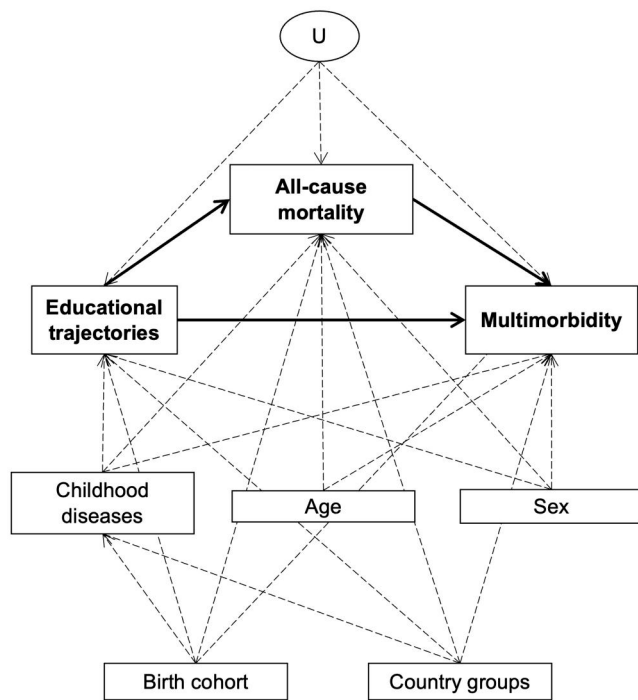 U
All-cause
mortality
Educational
trajectories
Multimorbidity
Childhood
diseases
Age
Sex
Birth cohort
Country groups